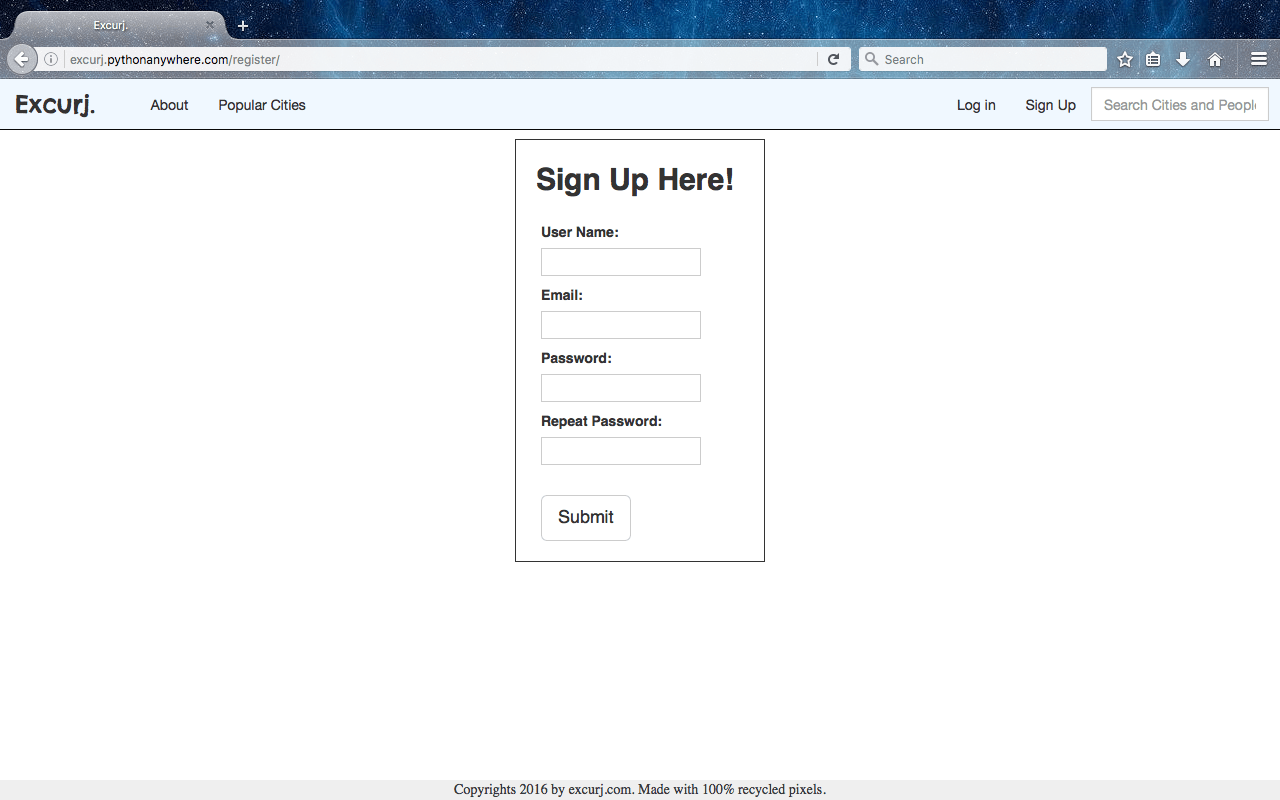 Excurj.
excurj.pythonanywhere.com/register/
Search
Excurj.
About
Popular Cities
Log in
Sign Up
Search Cities and People
Sign Up Here!
User Name:
Email:
Password:
Repeat Password:
Submit
Copyrights 2016 by excurj.com. Made with 100% recycled pixels.